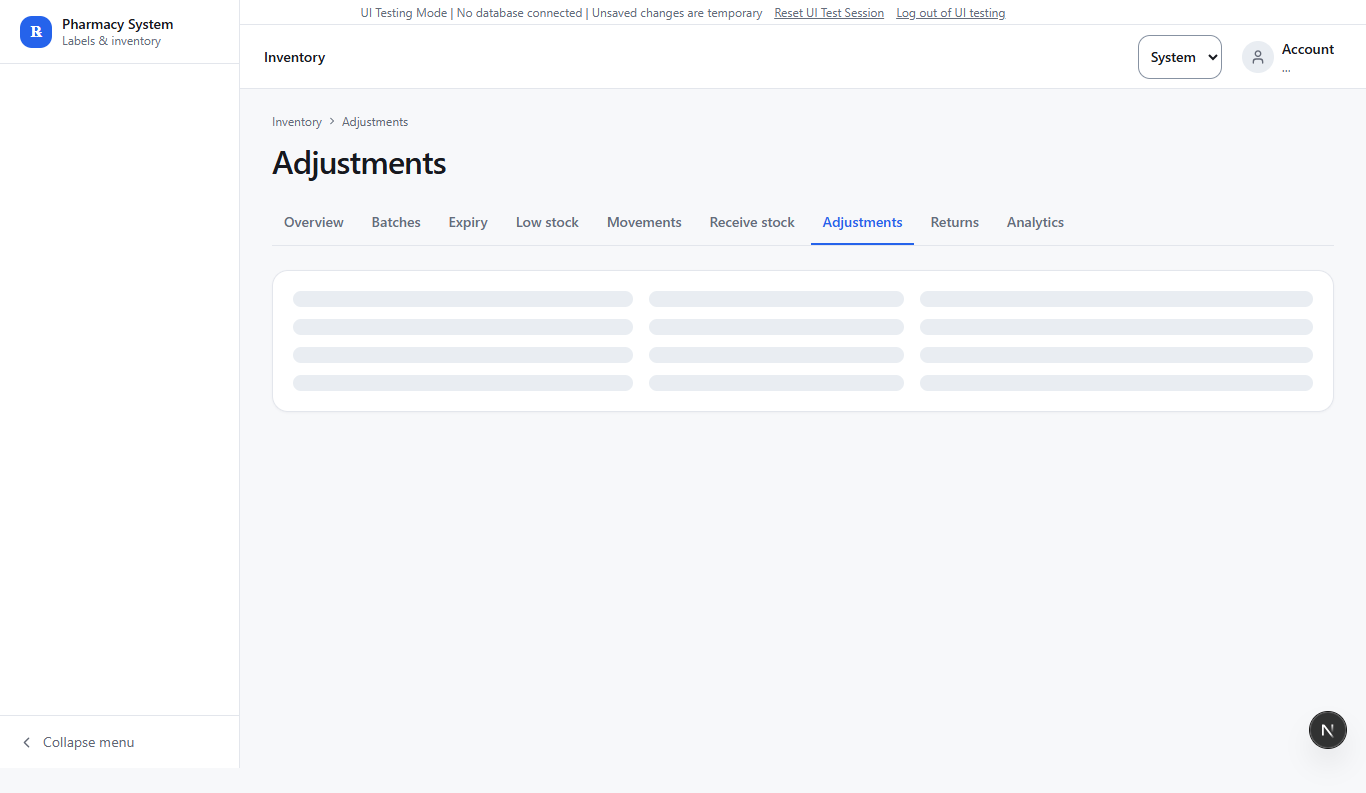 Pharmacy System
Labels & inventory
UI Testing Mode | No database connected | Unsaved changes are temporary Reset UI Test Session Log out of UI testing
Inventory
System
Account
...
Inventory > Adjustments
Adjustments
Overview Batches Expiry Low stock Movements Receive stock Adjustments Returns Analytics
Collapse menu
N